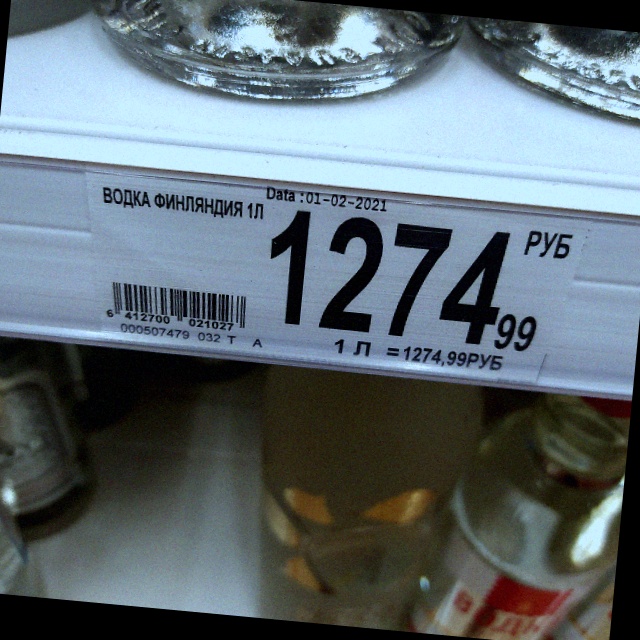 Data : 01-02-2021
ВОДКА ФИНЛЯНДИЯ 1Л
1274 99 РУБ
6 412700 021027
000507479 032 T A
1 Л =1274,99РУБ